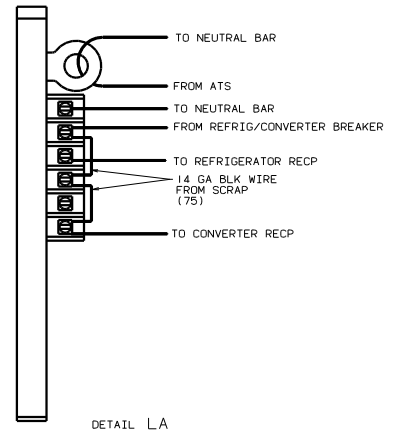 TO NEUTRAL BAR
FROM ATS
TO NEUTRAL BAR
FROM REFRIG/CONVERTER BREAKER
TO REFRIGERATOR RECP
14 GA BLK WIRE
FROM SCRAP
(75)
TO CONVERTER RECP
DETAIL LA